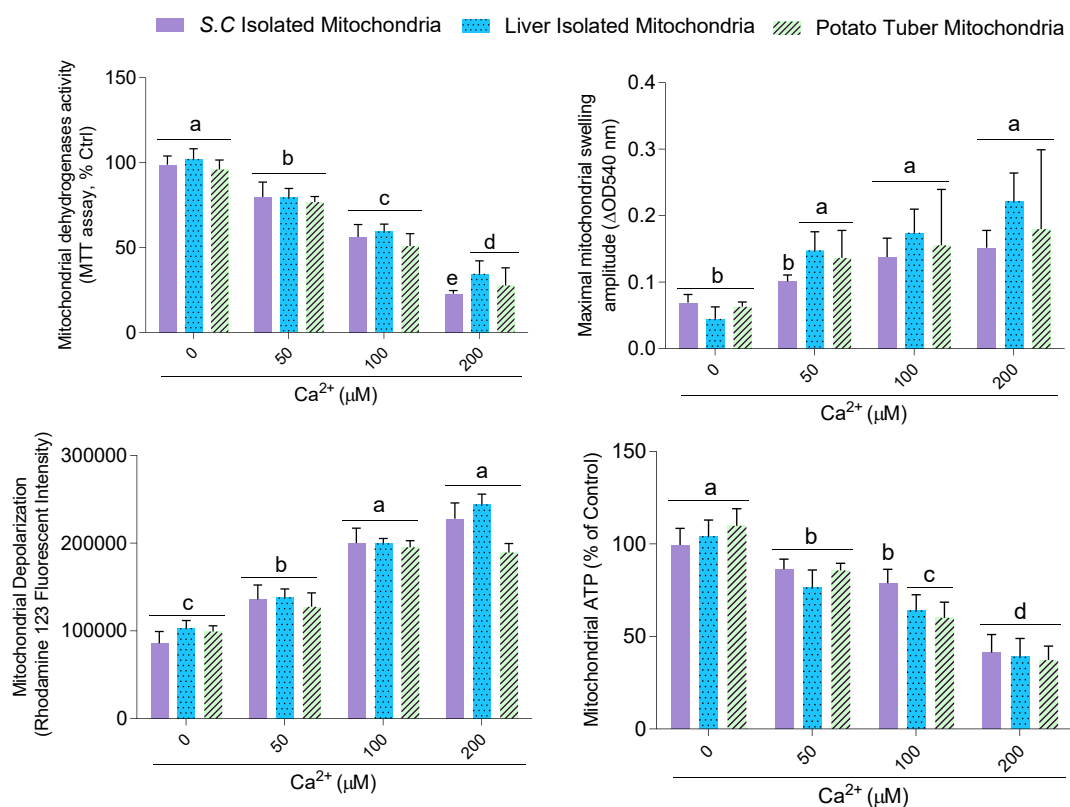 S.C Isolated Mitochondria Liver Isolated Mitochondria Potato Tuber Mitochondria
Mitochondrial dehydrogenases activity
(MTT assay, % Ctrl)
150
100
50
0
a
b
c
d
e
0 50 100 200
Ca²⁺ (μM)
Maximal mitochondrial swelling
amplitude (ΔOD540 nm)
0.4
0.3
0.2
0.1
0.0
b
b
a
a
a
0 50 100 200
Ca²⁺ (μM)
Mitochondrial Depolarization
(Rhodamine 123 Fluorescent Intensity)
300000
200000
100000
0
c
b
a
a
0 50 100 200
Ca²⁺ (μM)
Mitochondrial ATP (% of Control)
150
100
50
0
a
b
b
c
d
0 50 100 200
Ca²⁺ (μM)